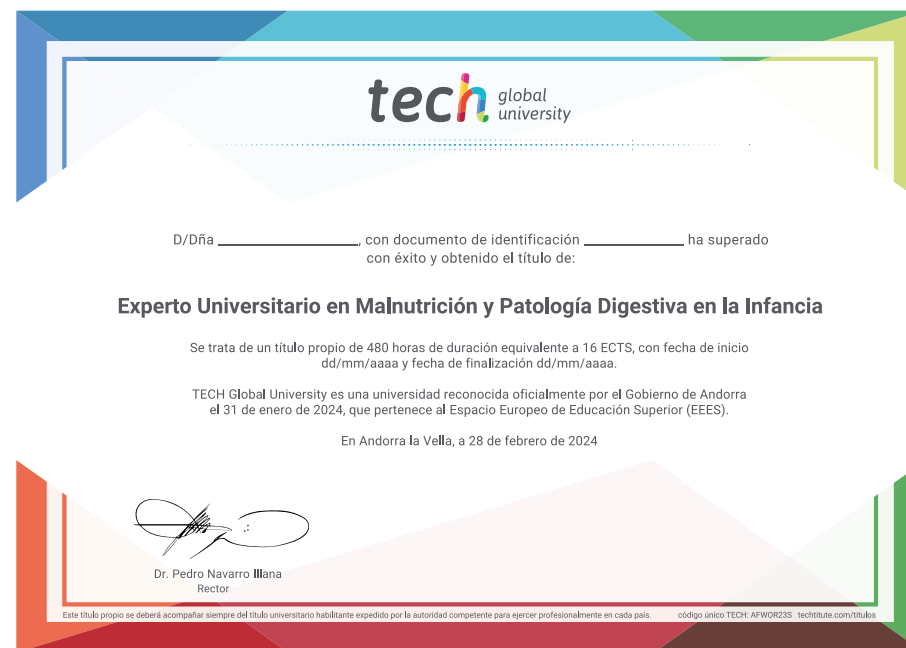 tech global university
D/Dña ____________, con documento de identificación ____________ ha superado
con éxito y obtenido el título de:
Experto Universitario en Malnutrición y Patología Digestiva en la Infancia
Se trata de un título propio de 480 horas de duración equivalente a 16 ECTS, con fecha de inicio
dd/mm/aaaa y fecha de finalización dd/mm/aaaa.
TECH Global University es una universidad reconocida oficialmente por el Gobierno de Andorra
el 31 de enero de 2024, que pertenece al Espacio Europeo de Educación Superior (EEES).
En Andorra la Vella, a 28 de febrero de 2024
Dr. Pedro Navarro Illana
Rector
Este título propio se deberá acompañar siempre del título universitario habilitante expedido por la autoridad competente para ejercer profesionalmente en cada país. código único TECH: AFWOR23S techtitute.com/titulos